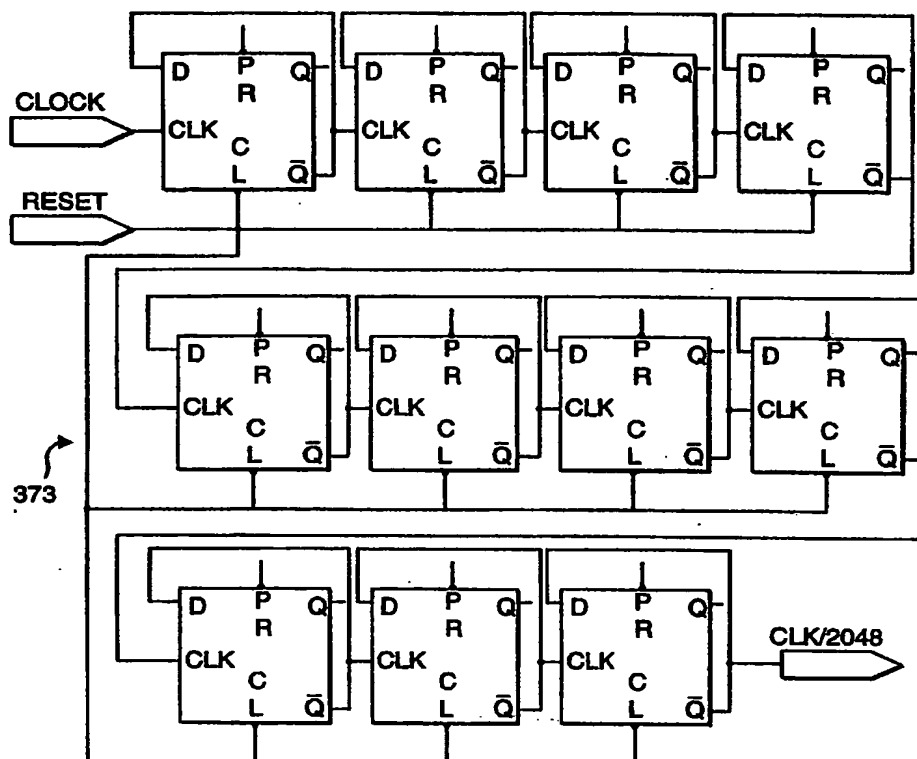 D P Q D P Q D P Q D P Q
R R R R
CLOCK
CLK CLK CLK CLK
C C C C
L Q̅ L Q̅ L Q̅ L Q̅
RESET
D P Q D P Q D P Q D P Q
R R R R
CLK CLK CLK CLK
C C C C
L Q̅ L Q̅ L Q̅ L Q̅
373
D P Q D P Q D P Q
R R R
CLK/2048
CLK CLK CLK
C C C
L Q̅ L Q̅ L Q̅